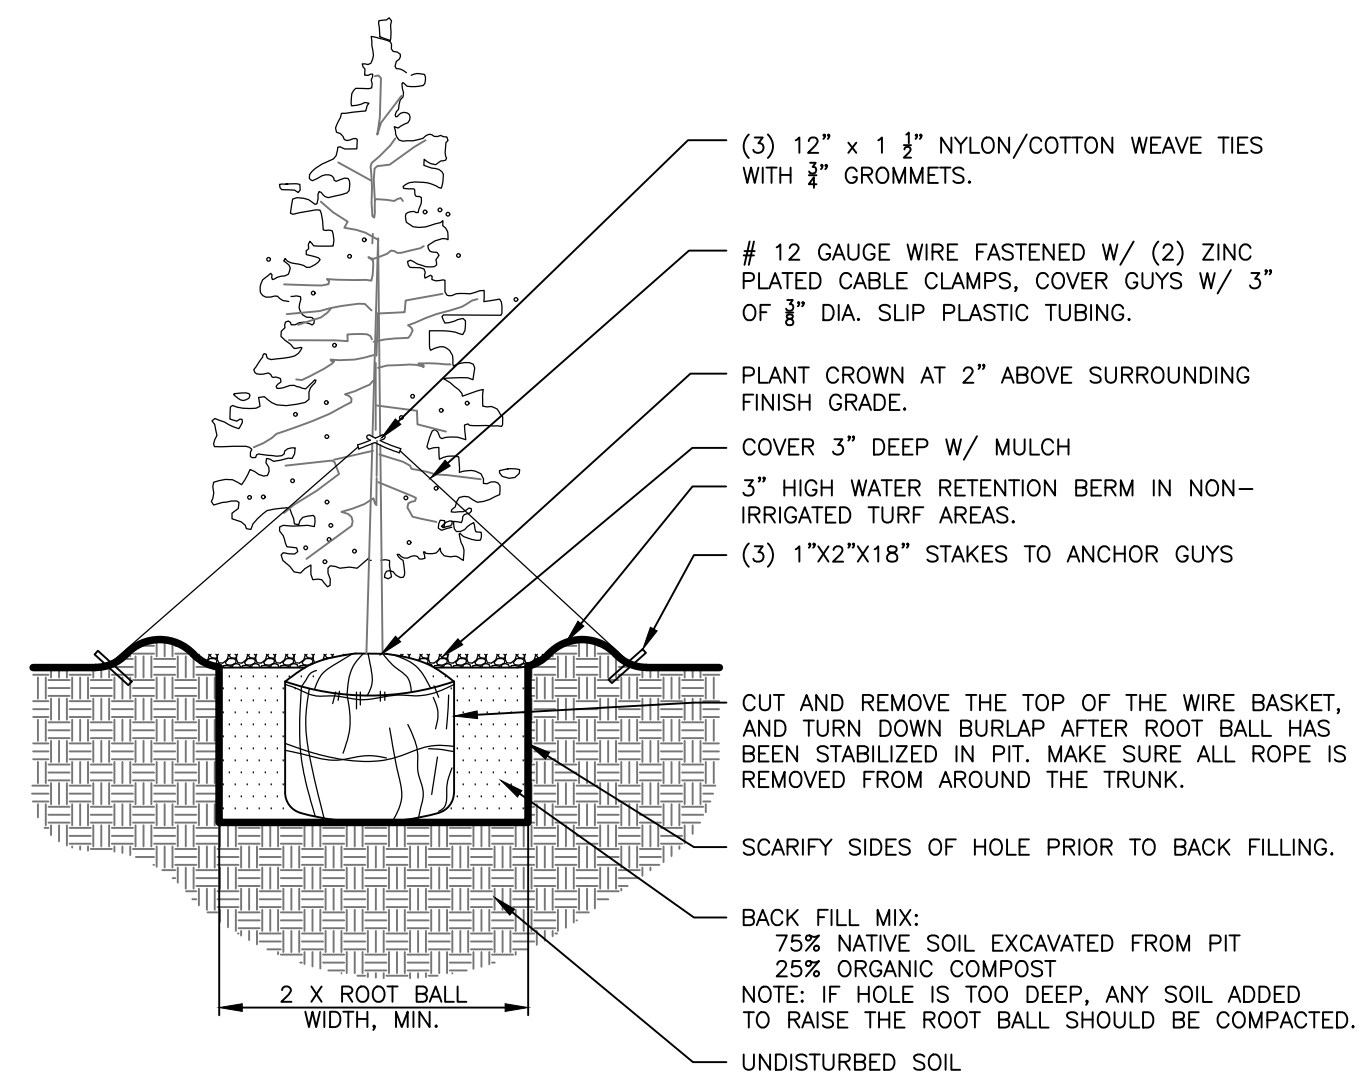 (3) 12” x 1 1/2” NYLON/COTTON WEAVE TIES
WITH 3/4” GROMMETS.
# 12 GAUGE WIRE FASTENED W/ (2) ZINC
PLATED CABLE CLAMPS, COVER GUYS W/ 3”
OF 3/8” DIA. SLIP PLASTIC TUBING.
PLANT CROWN AT 2” ABOVE SURROUNDING
FINISH GRADE.
COVER 3” DEEP W/ MULCH
3” HIGH WATER RETENTION BERM IN NON-
IRRIGATED TURF AREAS.
(3) 1”X2”X18” STAKES TO ANCHOR GUYS
CUT AND REMOVE THE TOP OF THE WIRE BASKET,
AND TURN DOWN BURLAP AFTER ROOT BALL HAS
BEEN STABILIZED IN PIT. MAKE SURE ALL ROPE IS
REMOVED FROM AROUND THE TRUNK.
SCARIFY SIDES OF HOLE PRIOR TO BACK FILLING.
BACK FILL MIX:
75% NATIVE SOIL EXCAVATED FROM PIT
25% ORGANIC COMPOST
NOTE: IF HOLE IS TOO DEEP, ANY SOIL ADDED
TO RAISE THE ROOT BALL SHOULD BE COMPACTED.
UNDISTURBED SOIL
2 X ROOT BALL
WIDTH, MIN.